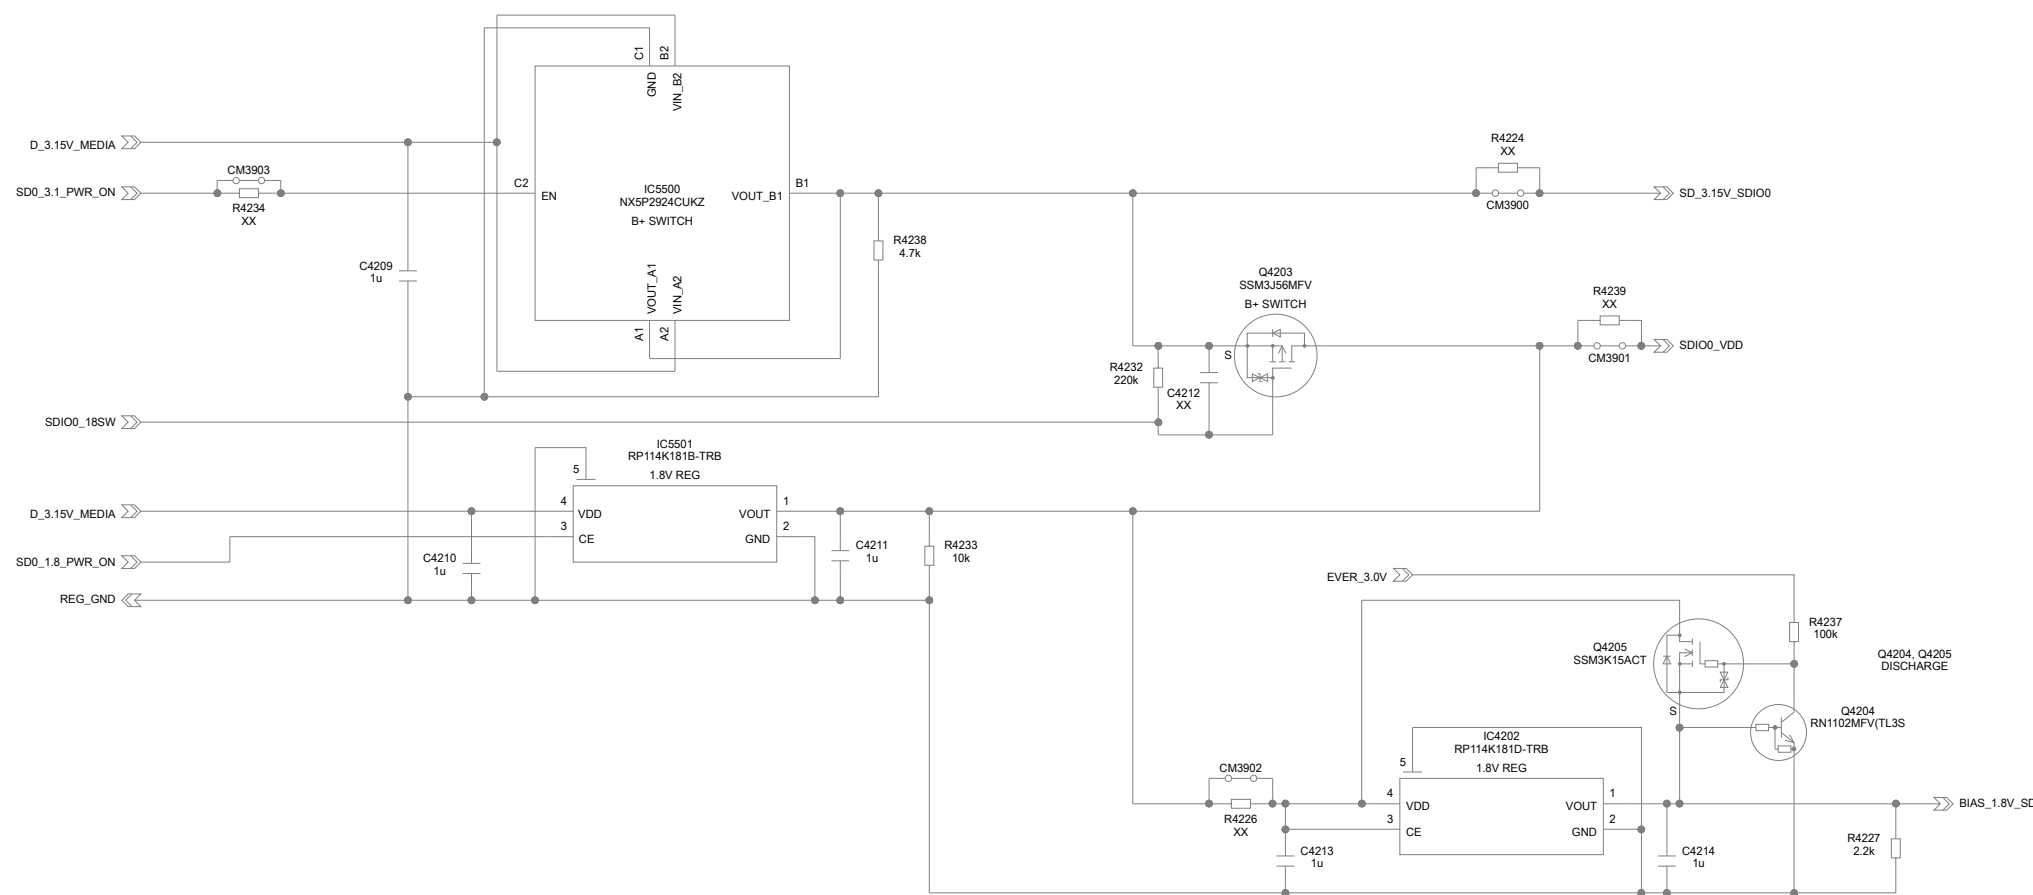 C1
B2
GND
VIN_B2
D_3.15V_MEDIA
SD0_3.1_PWR_ON
CM3903
R4234
XX
C2
EN
IC5500
NX5P2924CUKZ
B+ SWITCH
VOUT_B1
B1
R4224
XX
CM3900
SD_3.15V_SDIO0
C4209
1u
R4238
4.7k
VOUT_A1
VIN_A2
A1
A2
Q4203
SSM3J56MFV
B+ SWITCH
S
R4239
XX
CM3901
SDIO0_VDD
R4232
220k
C4212
XX
SDIO0_18SW
IC5501
RP114K181B-TRB
1.8V REG
5
D_3.15V_MEDIA
4
VDD
VOUT
1
3
CE
GND
2
SD0_1.8_PWR_ON
C4210
1u
C4211
1u
R4233
10k
REG_GND
EVER_3.0V
R4237
100k
Q4205
SSM3K15ACT
S
Q4204, Q4205
DISCHARGE
Q4204
RN1102MFV(TL3S
IC4202
RP114K181D-TRB
1.8V REG
5
CM3902
R4226
XX
4
VDD
VOUT
1
3
CE
GND
2
BIAS_1.8V_SD
C4213
1u
C4214
1u
R4227
2.2k